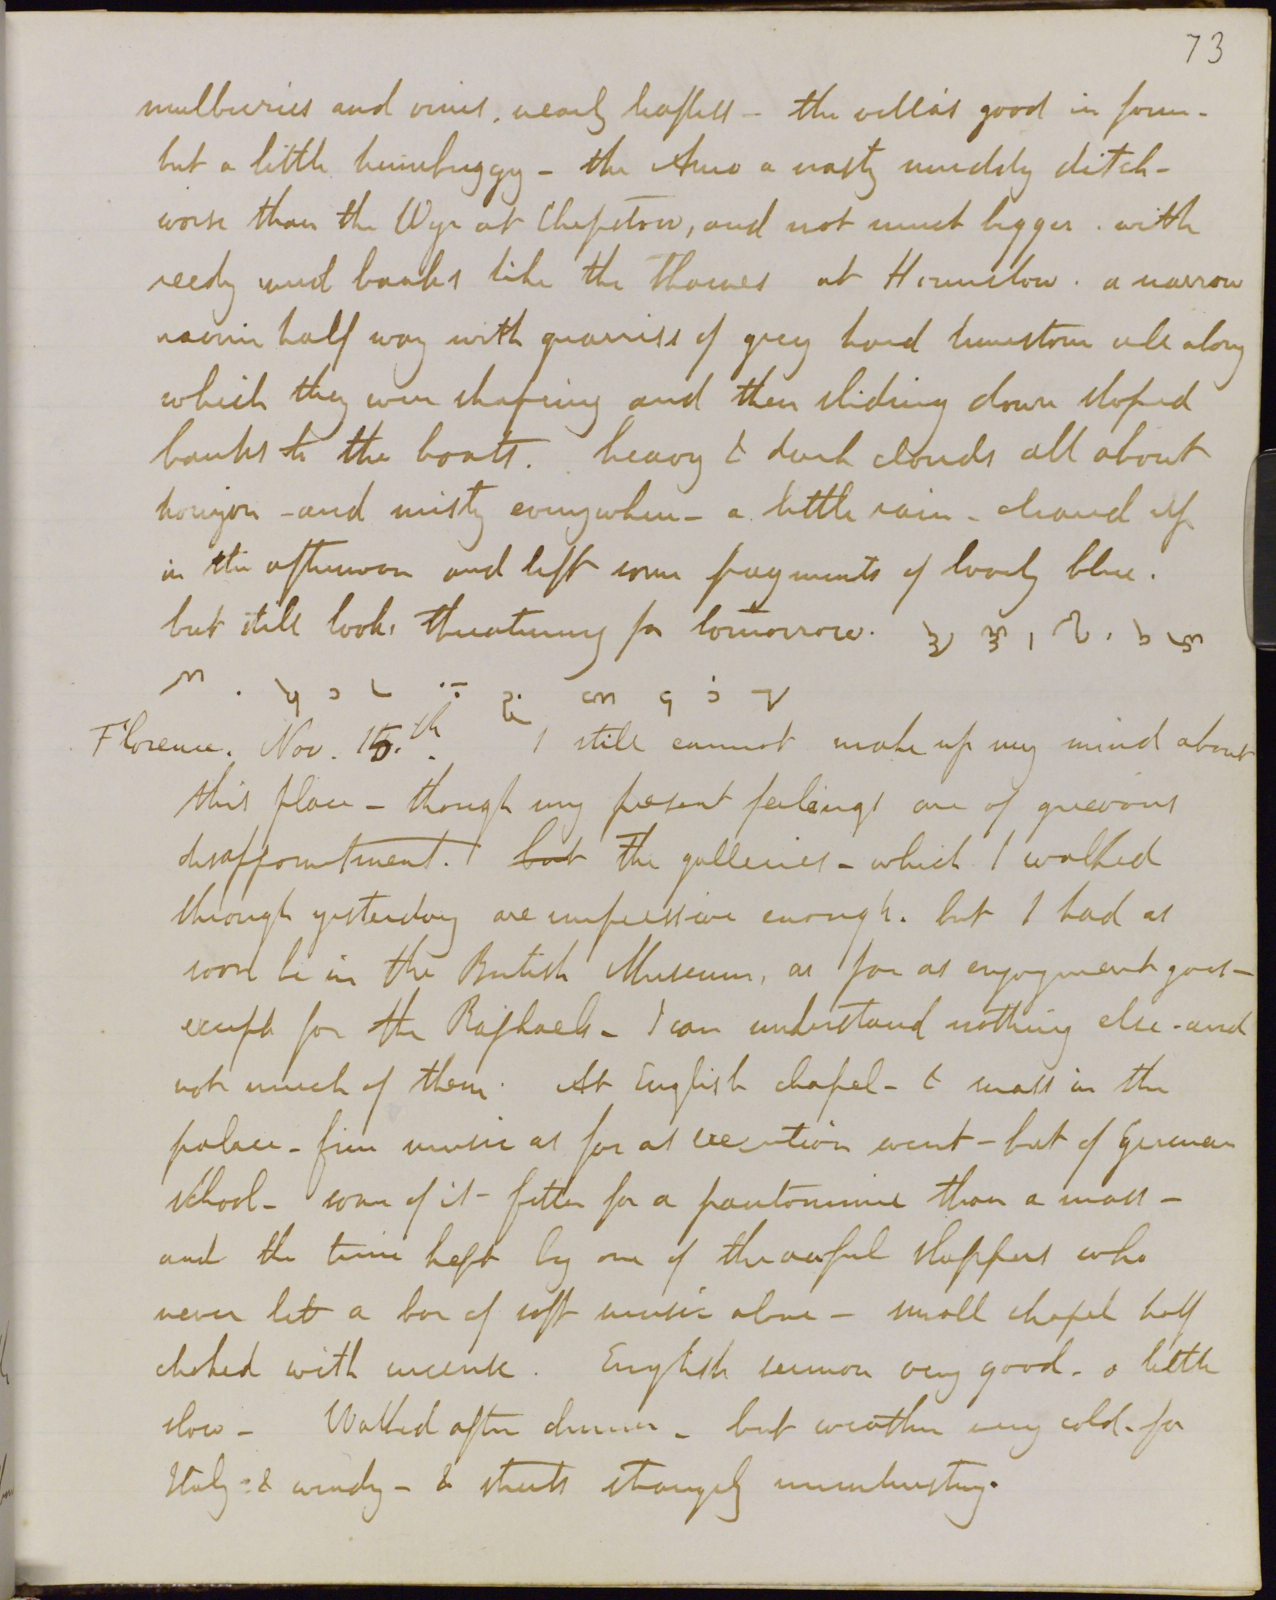 73
mulberries and vines, nearly leafless - the villas good in form -
but a little humbuggy - the Arno a nasty muddy ditch -
worse than the Wye at Chepstow, and not much bigger. with
reedy mud banks like the Thames at Hounslow. a narrow
ravine half way with quarries of grey hard limestone all along
which they were shaping and then sliding down sloped
banks to the boats. heavy & dark clouds all about
horizon - and misty everywhere - a little rain - cleared up
in the afternoon and left some fragments of lovely blue.
but still looks threatening for tomorrow.
Florence. Nov. 15.th I still cannot make up my mind about
this place - though my present feelings are of grievous
disappointment. but The galleries - which I walked
through yesterday are impressive enough. but I had as
soon be in the British Museum, as far as enjoyment goes -
except for the Raphaels - I can understand nothing else - and
not much of them. At English chapel - & mass in the
palace - fine music as far as execution went - but of German
school - some of it - fitter for a pantomime than a mass -
and the time kept by one of the awful slappers who
never let a bar of soft music alone - small chapel half
choked with incense. English sermon very good - a little
slow - Walked after dinner - but weather very cold - for
Italy - & windy - & streets strangely uninteresting.